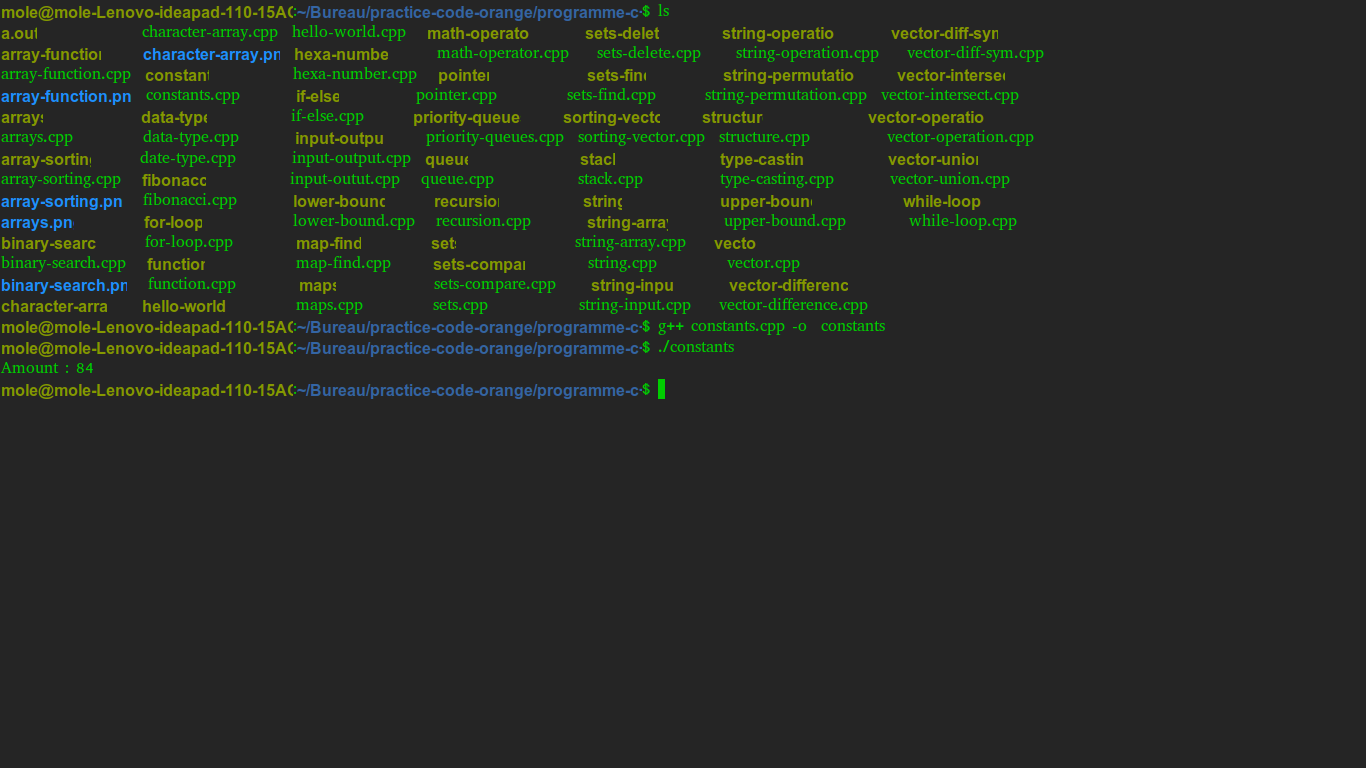 mole@mole-Lenovo-ideapad-110-15AC:~/Bureau/practice-code-orange/programme-c-$ ls
a.out character-array.cpp hello-world.cpp math-operato sets-delet string-operatio vector-diff-sym
array-function character-array.pn hexa-numbe math-operator.cpp sets-delete.cpp string-operation.cpp vector-diff-sym.cpp
array-function.cpp constant hexa-number.cpp pointer sets-find string-permutatio vector-interse
array-function.pn constants.cpp if-else pointer.cpp sets-find.cpp string-permutation.cpp vector-intersect.cpp
arrays data-type if-else.cpp priority-queue sorting-vecto structur vector-operatio
arrays.cpp data-type.cpp input-outpu priority-queues.cpp sorting-vector.cpp structure.cpp vector-operation.cpp
array-sorting date-type.cpp input-output.cpp queue stack type-castin vector-union
array-sorting.cpp fibonacc input-outut.cpp queue.cpp stack.cpp type-casting.cpp vector-union.cpp
array-sorting.pn fibonacci.cpp lower-bound recursion string upper-boun while-loop
arrays.pn for-loop lower-bound.cpp recursion.cpp string-array upper-bound.cpp while-loop.cpp
binary-searc for-loop.cpp map-find sets string-array.cpp vecto
binary-search.cpp function map-find.cpp sets-compar string.cpp vector.cpp
binary-search.pn function.cpp maps sets-compare.cpp string-inpu vector-differenc
character-arra hello-world maps.cpp sets.cpp string-input.cpp vector-difference.cpp
mole@mole-Lenovo-ideapad-110-15AC:~/Bureau/practice-code-orange/programme-c-$ g++ constants.cpp -o constants
mole@mole-Lenovo-ideapad-110-15AC:~/Bureau/practice-code-orange/programme-c-$ ./constants
Amount : 84
mole@mole-Lenovo-ideapad-110-15AC:~/Bureau/practice-code-orange/programme-c-$